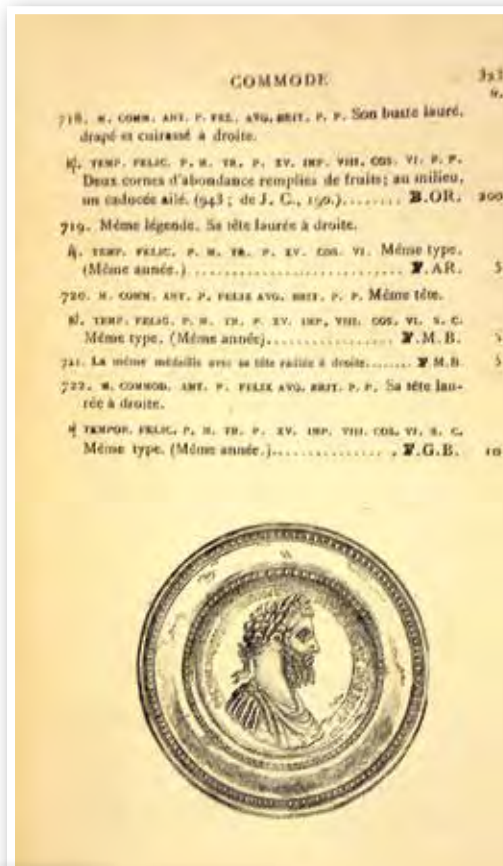 COMMODE
718. M. COMM. ANT. P. FEL. AVG. BRIT. P. P. Son buste lauré,
drapé et cuirassé à droite.
℟. TEMP. FELIC. P. M. TR. P. XV. IMP. VIII. COS. VI. P. P.
Deux cornes d'abondance remplies de fruits; au milieu,
un caducée ailé. (943; de J. C., 190.)........ B.OR. 200
719. Même légende. Sa tête laurée à droite.
℟. TEMP. FELIC. P. M. TR. P. XV. COS. VI. Même type.
(Même année.)............................ F.AR. 5
720. M. COMM. ANT. P. FELIX AVG. BRIT. P. P. Même tête.
℟. TEMP. FELIC. P. M. TR. P. XV. IMP. VIII. COS. VI. S. C.
Même type. (Même année)................ F.M.B. 5
721. La même médaille avec sa tête radiée à droite........ F.M.B. 5
722. M. COMMOD. ANT. P. FELIX AVG. BRIT. P. P. Sa tête lau-
rée à droite.
℟ TEMPOR. FELIC. P. M. TR. P. XV. IMP. VIII. COS. VI. S. C.
Même type. (Même année.)................ F.G.B. 10